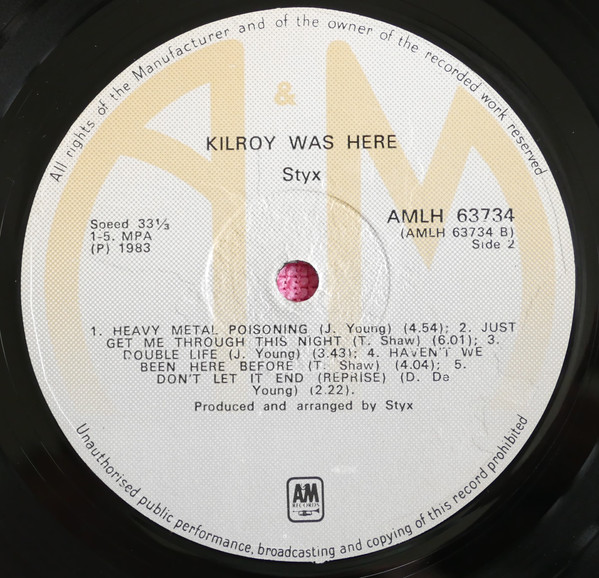 All rights of the Manufacturer and of the owner of the recorded work reserved
A & M
KILROY WAS HERE
Styx
Speed 33⅓
1-5. MPA
(P) 1983
AMLH 63734
(AMLH 63734 B)
Side 2
1. HEAVY METAL POISONING (J. Young) (4.54); 2. JUST
GET ME THROUGH THIS NIGHT (T. Shaw) (6.01); 3.
DOUBLE LIFE (J. Young) (3.43); 4. HAVEN'T WE
BEEN HERE BEFORE (T. Shaw) (4.04); 5.
DON'T LET IT END (REPRISE) (D. De
Young) (2.22).
Produced and arranged by Styx
A&M
RECORDS
Unauthorised public performance, broadcasting and copying of this record prohibited